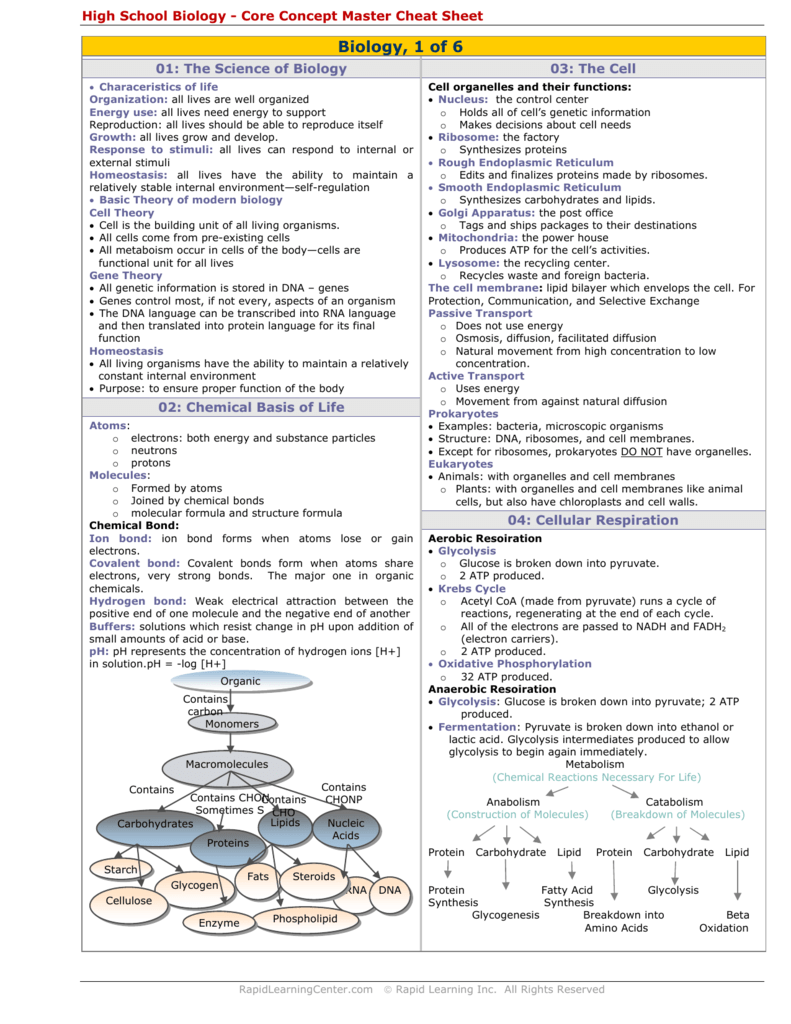 High School Biology - Core Concept Master Cheat Sheet
Biology, 1 of 6
01: The Science of Biology
• Characeristics of life
Organization: all lives are well organized
Energy use: all lives need energy to support
Reproduction: all lives should be able to reproduce itself
Growth: all lives grow and develop.
Response to stimuli: all lives can respond to internal or
external stimuli
Homeostasis: all lives have the ability to maintain a
relatively stable internal environment—self-regulation
• Basic Theory of modern biology
Cell Theory
• Cell is the building unit of all living organisms.
• All cells come from pre-existing cells
• All metaboism occur in cells of the body—cells are
functional unit for all lives
Gene Theory
• All genetic information is stored in DNA – genes
• Genes control most, if not every, aspects of an organism
• The DNA language can be transcribed into RNA language
and then translated into protein language for its final
function
Homeostasis
• All living organisms have the ability to maintain a relatively
constant internal environment
• Purpose: to ensure proper function of the body
02: Chemical Basis of Life
Atoms:
o electrons: both energy and substance particles
o neutrons
o protons
Molecules:
o Formed by atoms
o Joined by chemical bonds
o molecular formula and structure formula
Chemical Bond:
Ion bond: ion bond forms when atoms lose or gain
electrons.
Covalent bond: Covalent bonds form when atoms share
electrons, very strong bonds. The major one in organic
chemicals.
Hydrogen bond: Weak electrical attraction between the
positive end of one molecule and the negative end of another
Buffers: solutions which resist change in pH upon addition of
small amounts of acid or base.
pH: pH represents the concentration of hydrogen ions [H+]
in solution.pH = -log [H+]
Organic
Contains
carbon
Monomers
Macromolecules
Contains
Contains CHON
Sometimes S
Contains
CHO
Contains
CHONP
Carbohydrates
Proteins
Lipids
Nucleic
Acids
Starch
Cellulose
Glycogen
Enzyme
Fats
Steroids
Phospholipid
RNA
DNA
03: The Cell
Cell organelles and their functions:
• Nucleus: the control center
o Holds all of cell's genetic information
o Makes decisions about cell needs
• Ribosome: the factory
o Synthesizes proteins
• Rough Endoplasmic Reticulum
o Edits and finalizes proteins made by ribosomes.
• Smooth Endoplasmic Reticulum
o Synthesizes carbohydrates and lipids.
• Golgi Apparatus: the post office
o Tags and ships packages to their destinations
• Mitochondria: the power house
o Produces ATP for the cell's activities.
• Lysosome: the recycling center.
o Recycles waste and foreign bacteria.
The cell membrane: lipid bilayer which envelops the cell. For
Protection, Communication, and Selective Exchange
Passive Transport
o Does not use energy
o Osmosis, diffusion, facilitated diffusion
o Natural movement from high concentration to low
concentration.
Active Transport
o Uses energy
o Movement from against natural diffusion
Prokaryotes
• Examples: bacteria, microscopic organisms
• Structure: DNA, ribosomes, and cell membranes.
• Except for ribosomes, prokaryotes DO NOT have organelles.
Eukaryotes
• Animals: with organelles and cell membranes
o Plants: with organelles and cell membranes like animal
cells, but also have chloroplasts and cell walls.
04: Cellular Respiration
Aerobic Resoiration
• Glycolysis
o Glucose is broken down into pyruvate.
o 2 ATP produced.
• Krebs Cycle
o Acetyl CoA (made from pyruvate) runs a cycle of
reactions, regenerating at the end of each cycle.
o All of the electrons are passed to NADH and FADH₂
(electron carriers).
o 2 ATP produced.
• Oxidative Phosphorylation
o 32 ATP produced.
Anaerobic Resoiration
• Glycolysis: Glucose is broken down into pyruvate; 2 ATP
produced.
• Fermentation: Pyruvate is broken down into ethanol or
lactic acid. Glycolysis intermediates produced to allow
glycolysis to begin again immediately.
Metabolism
(Chemical Reactions Necessary For Life)
Anabolism Catabolism
(Construction of Molecules) (Breakdown of Molecules)
Protein Carbohydrate Lipid Protein Carbohydrate Lipid
Protein
Synthesis
Fatty Acid
Synthesis
Glycolysis
Glycogenesis
Breakdown into
Amino Acids
Beta
Oxidation
RapidLearningCenter.com © Rapid Learning Inc. All Rights Reserved